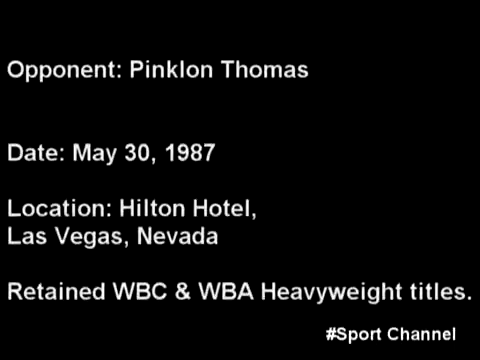 Opponent: Pinklon Thomas
Date: May 30, 1987
Location: Hilton Hotel,
Las Vegas, Nevada
Retained WBC & WBA Heavyweight titles.
#Sport Channel